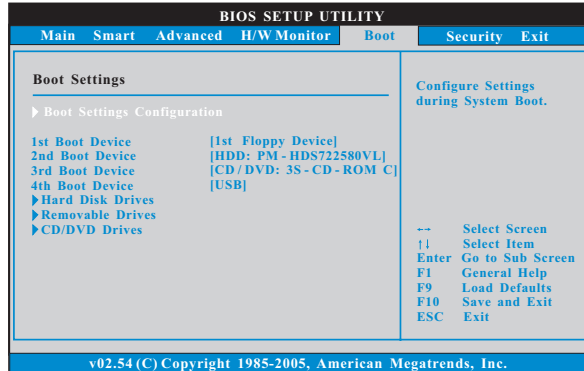 BIOS SETUP UTILITY
Main Smart Advanced H/W Monitor Boot Security Exit
Boot Settings
Boot Settings Configuration
1st Boot Device [1st Floppy Device]
2nd Boot Device [HDD: PM - HDS722580VL]
3rd Boot Device [CD / DVD: 3S - CD - ROM C]
4th Boot Device [USB]
Hard Disk Drives
Removable Drives
CD/DVD Drives
Configure Settings
during System Boot.
←→ Select Screen
↑↓ Select Item
Enter Go to Sub Screen
F1 General Help
F9 Load Defaults
F10 Save and Exit
ESC Exit
v02.54 (C) Copyright 1985-2005, American Megatrends, Inc.